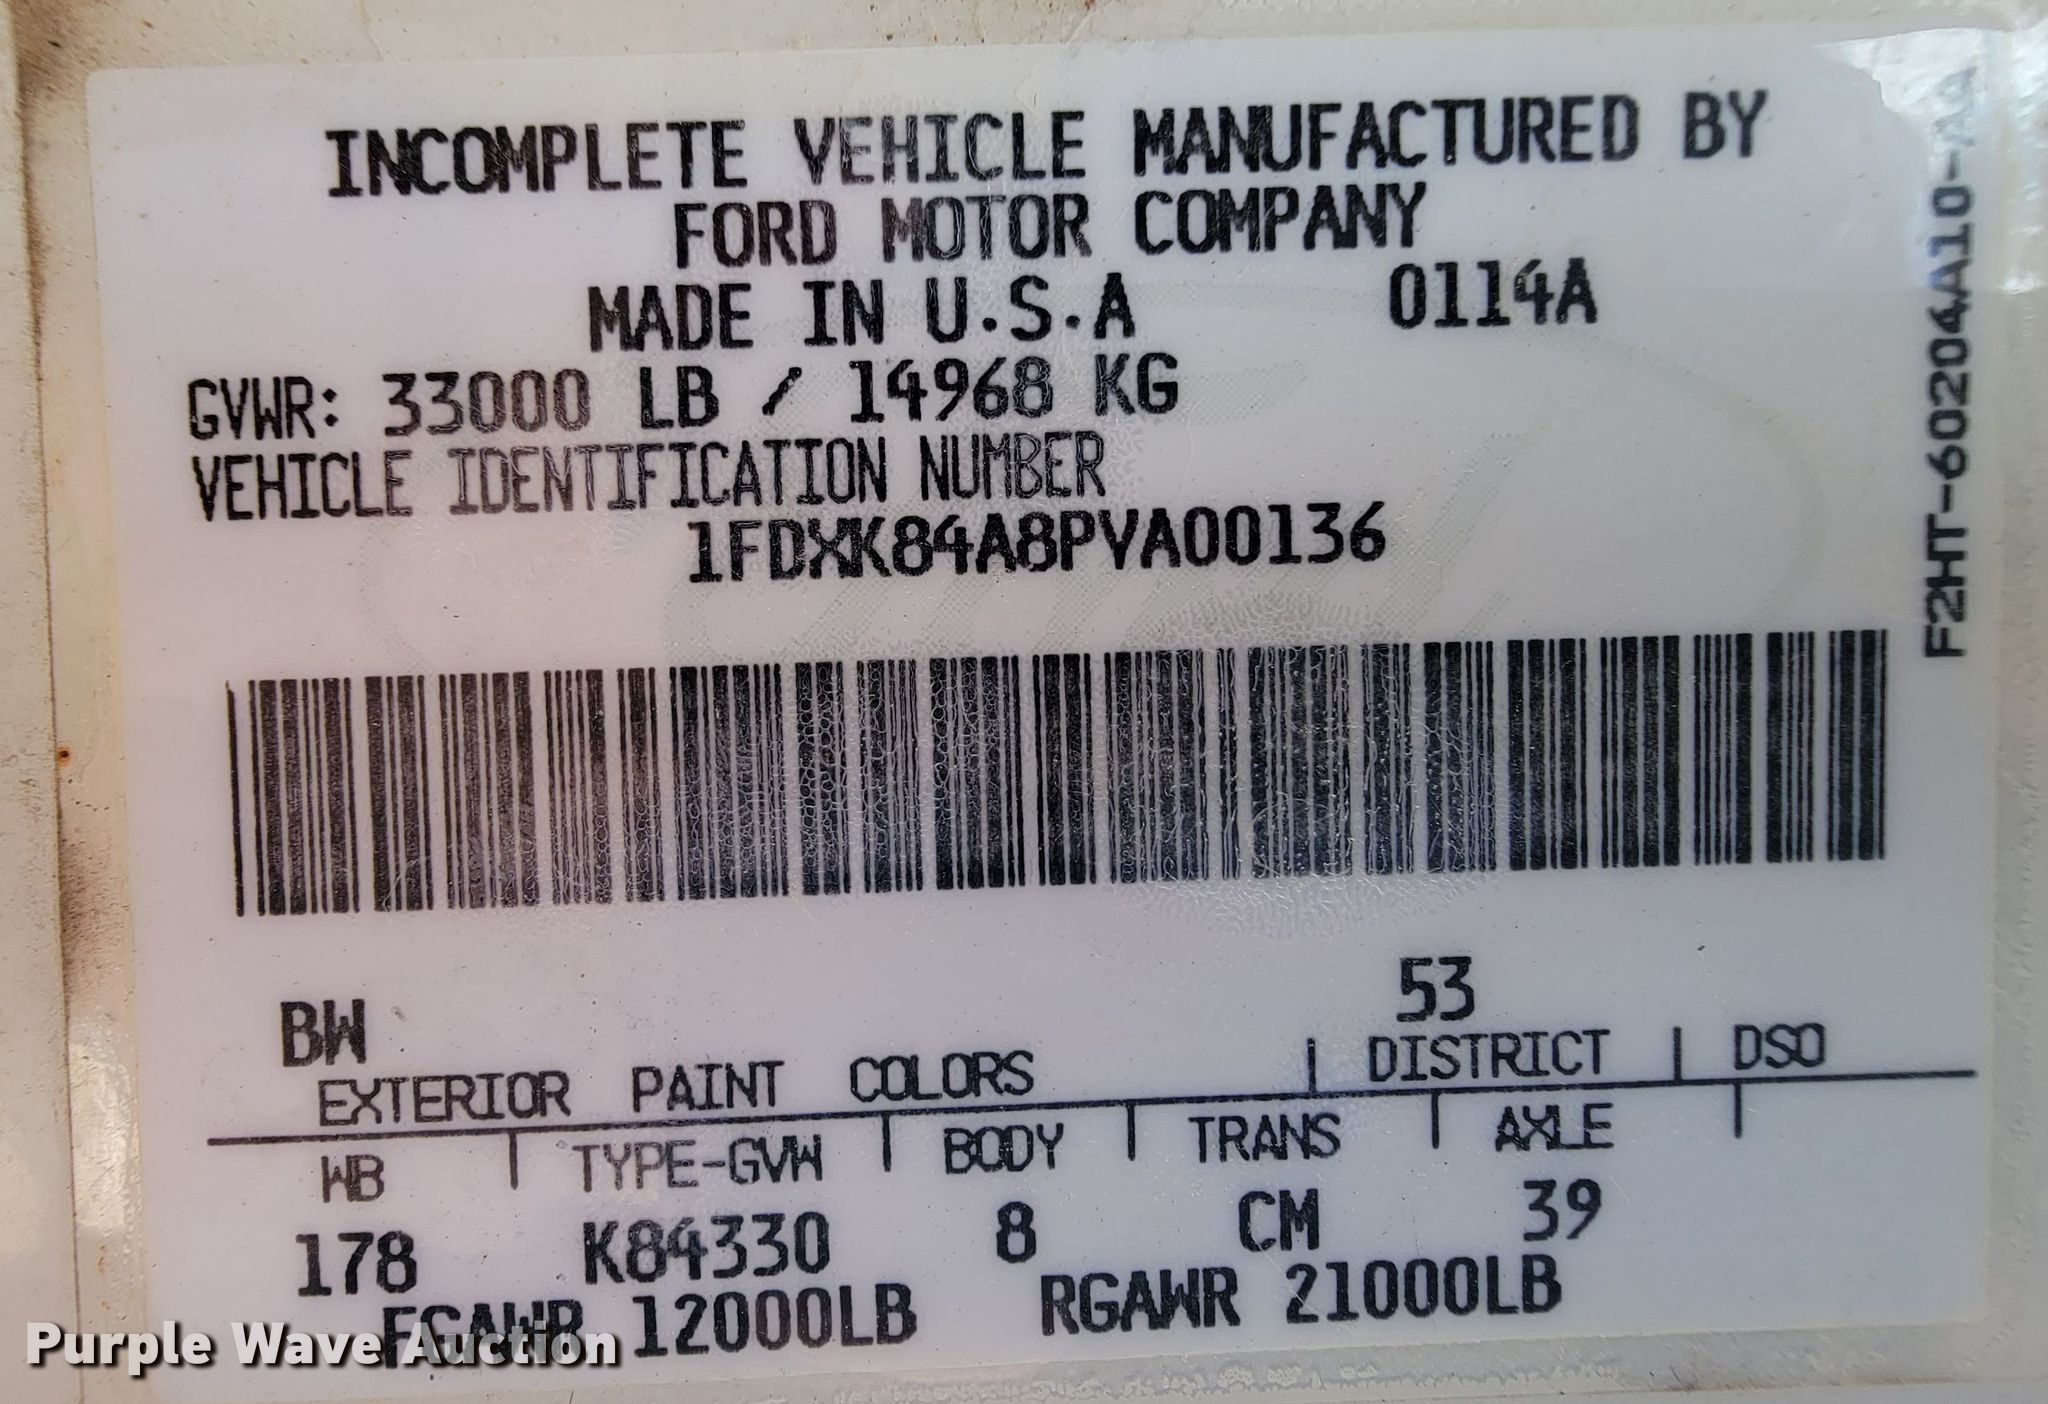 INCOMPLETE VEHICLE MANUFACTURED BY
FORD MOTOR COMPANY
MADE IN U.S.A 0114A
GVWR: 33000 LB / 14968 KG
VEHICLE IDENTIFICATION NUMBER
1FDXK84A8PVA00136
F2HT-60204A10-AA
BW 53
EXTERIOR PAINT COLORS | DISTRICT | DSO
WB | TYPE-GVW | BODY | TRANS | AXLE |
178 K84330 8 CM 39
FGAWR 12000LB RGAWR 21000LB
Purple Wave Auction